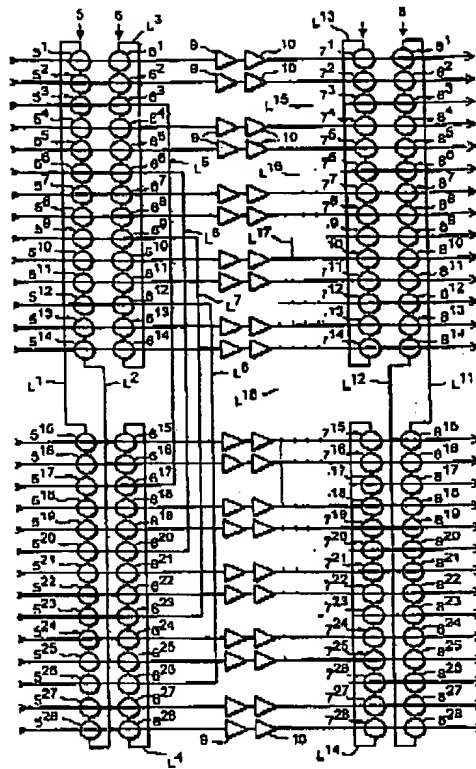 5 6 L³ L¹³ 8
5¹ 6¹ 9 10 7¹ 8¹
5² 6² 9 10 7² 8²
5³ 6³ L¹⁵ 7³ 8³
5⁴ 6⁴ 7⁴ 8⁴
5⁵ 6⁵ 9 10 7⁵ 8⁵
L⁵ L¹⁶
5⁶ 6⁶ 7⁶ 8⁶
5⁷ 6⁷ 7⁷ 8⁷
5⁸ 6⁸ 7⁸ 8⁸
L⁶ L¹⁷
5⁹ 6⁹ 7⁹ 8⁹
5¹⁰ 6¹⁰ 7¹⁰ 8¹⁰
5¹¹ 6¹¹ L⁷ 7¹¹ 8¹¹
5¹² 6¹² 7¹² 8¹²
5¹³ 6¹³ 7¹³ 8¹³
5¹⁴ 6¹⁴ 7¹⁴ 8¹⁴
L¹ L² L⁸ L¹⁸ L¹² L¹¹
6¹⁵ 7¹⁵
5¹⁶ 6¹⁶ 7¹⁶ 8¹⁶
5¹⁷ 6¹⁷ 7¹⁷ 8¹⁷
5¹⁸ 6¹⁸ 7¹⁸ 8¹⁸
5¹⁹ 6¹⁹ 7¹⁹ 8¹⁹
5²⁰ 6²⁰ 7²⁰ 8²⁰
5²¹ 6²¹ 7²¹ 8²¹
5²² 6²² 7²² 8²²
5²³ 6²³ 7²³ 8²³
5²⁴ 6²⁴ 7²⁴ 8²⁴
5²⁵ 6²⁵ 7²⁵ 8²⁵
5²⁶ 6²⁶ 7²⁶ 8²⁶
5²⁷ 6²⁷ 7²⁷ 8²⁷
5²⁸ 6²⁸ 9 10 7²⁸ 8²⁸
L⁴ L¹⁴